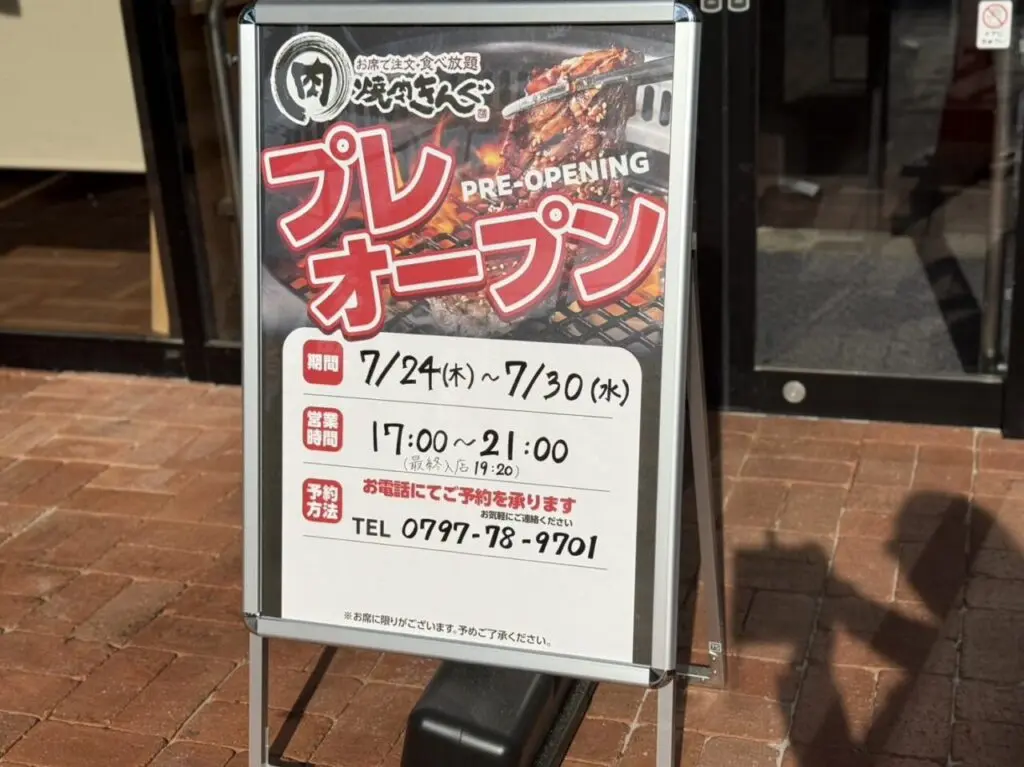 肉
お席で注文・食べ放題
焼肉きんぐ
プレ
PRE-OPENING
オープン
期間 7/24(木)~7/30(水)
営業時間 17:00~21:00
(最終入店 19:20)
予約方法 お電話にてご予約を承ります
お気軽にご連絡ください
TEL 0797-78-9701
※お席に限りがございます。予めご了承ください。